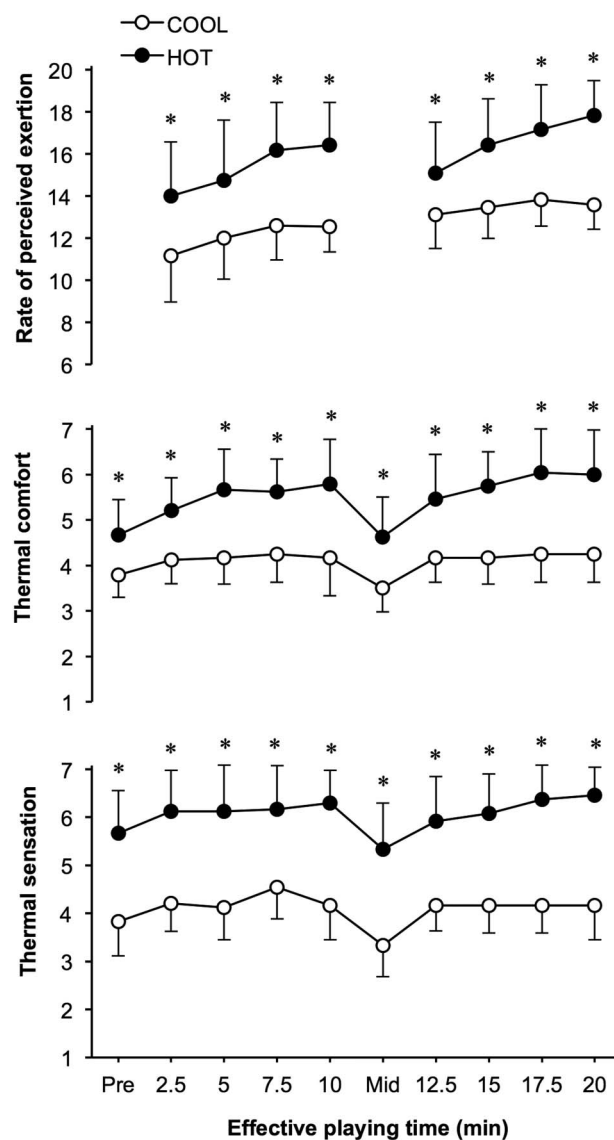 COOL
HOT
Rate of perceived exertion
20
18
16
14
12
10
8
6
* * * * * * * *
Thermal comfort
7
6
5
4
3
2
1
* * * * * * * * * *
Thermal sensation
7
6
5
4
3
2
1
* * * * * * * * * *
Pre 2.5 5 7.5 10 Mid 12.5 15 17.5 20
Effective playing time (min)